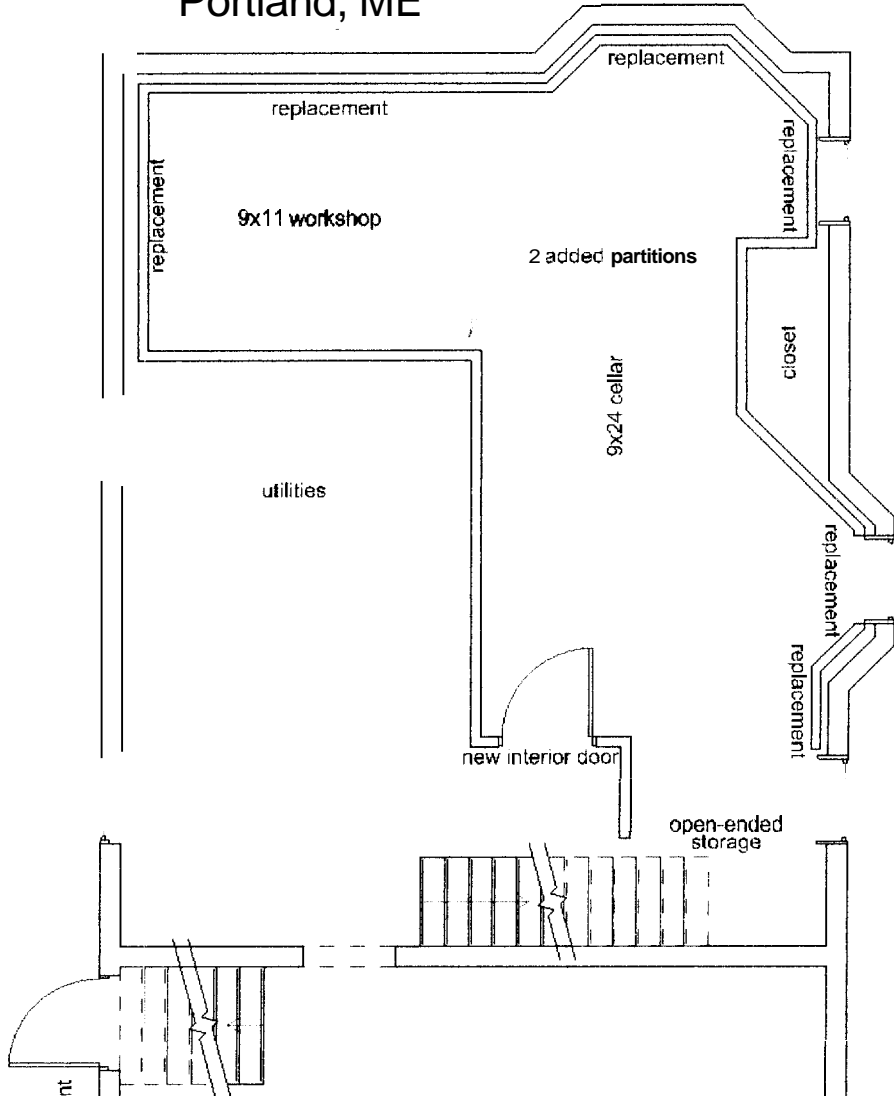 Portland, ME
replacement
replacement
replacement
replacement
9x11 workshop
2 added partitions
closet
9x24 cellar
utilities
replacement
replacement
new interior door
open-ended
storage